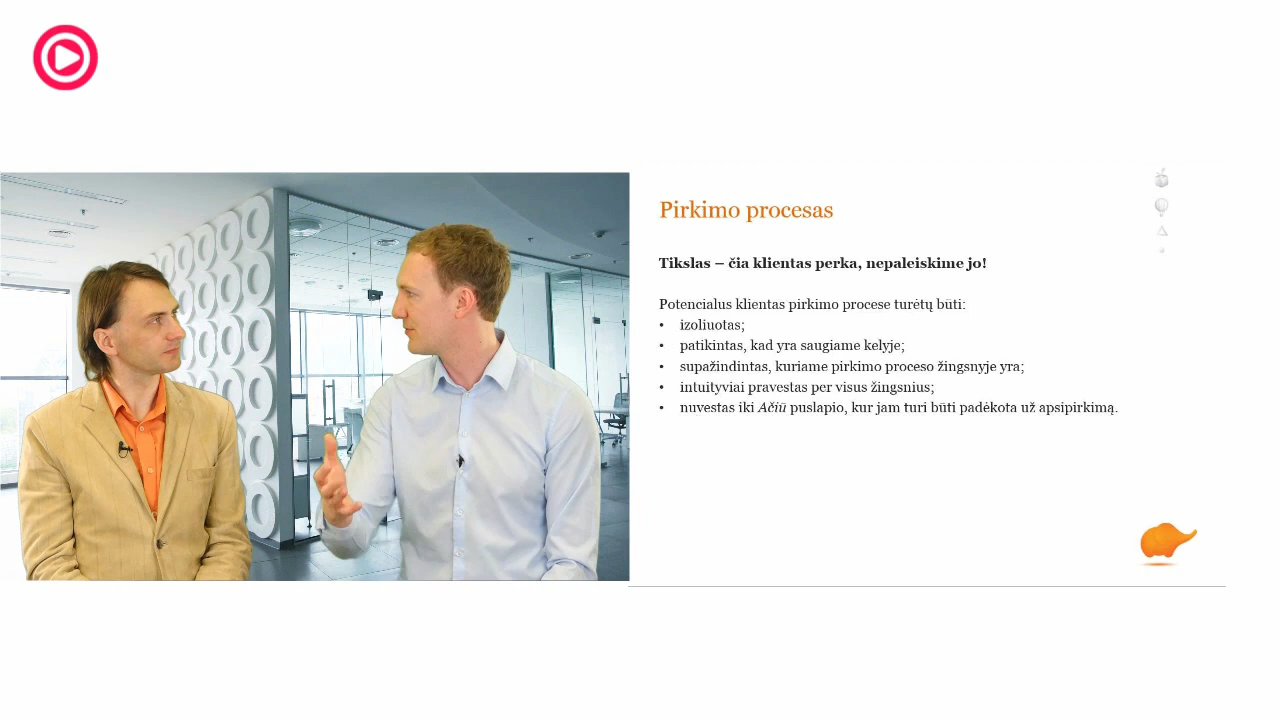 Pirkimo procesas
Tikslas – čia klientas perka, nepaleiskime jo!
Potencialus klientas pirkimo procese turėtų būti:
• izoliuotas;
• patikintas, kad yra saugiame kelyje;
• supažindintas, kuriame pirkimo proceso žingsnyje yra;
• intuityviai pravestas per visus žingsnius;
• nuvestas iki Ačiū puslapio, kur jam turi būti padėkota už apsipirkimą.